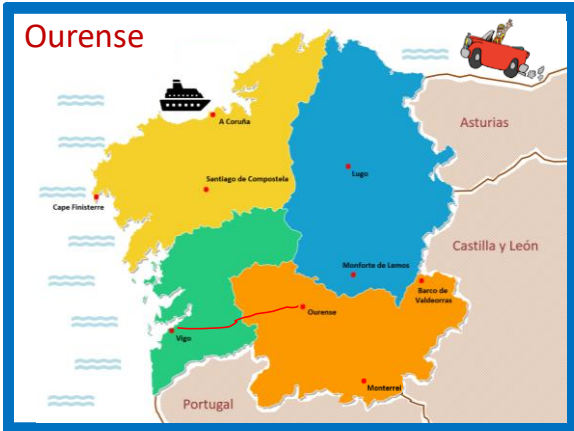 Ourense
A Coruña
Asturias
Lugo
Santiago de Compostela
Cape Finisterre
Castilla y León
Monforte de Lemos
Barco de
Valdeorras
Ourense
Vigo
Monterrei
Portugal